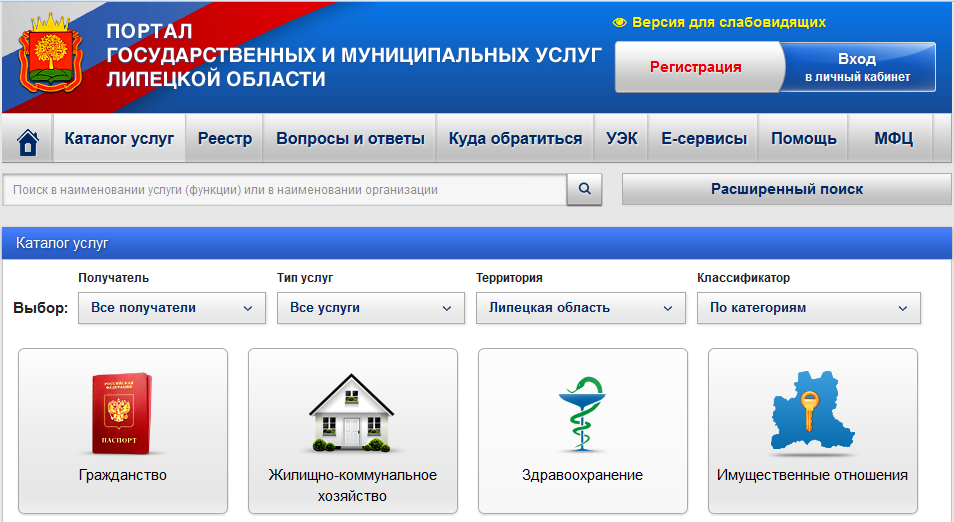 ПОРТАЛ
ГОСУДАРСТВЕННЫХ И МУНИЦИПАЛЬНЫХ УСЛУГ
ЛИПЕЦКОЙ ОБЛАСТИ
Версия для слабовидящих
Регистрация
Вход
в личный кабинет
Каталог услуг
Реестр
Вопросы и ответы
Куда обратиться
УЭК
Е-сервисы
Помощь
МФЦ
Поиск в наименовании услуги (функции) или в наименовании организации
Расширенный поиск
Каталог услуг
Получатель
Тип услуг
Территория
Классификатор
Выбор:
Все получатели
Все услуги
Липецкая область
По категориям
РОССИЙСКАЯ
ФЕДЕРАЦИЯ
ПАСПОРТ
Гражданство
Жилищно-коммунальное
хозяйство
Здравоохранение
Имущественные отношения